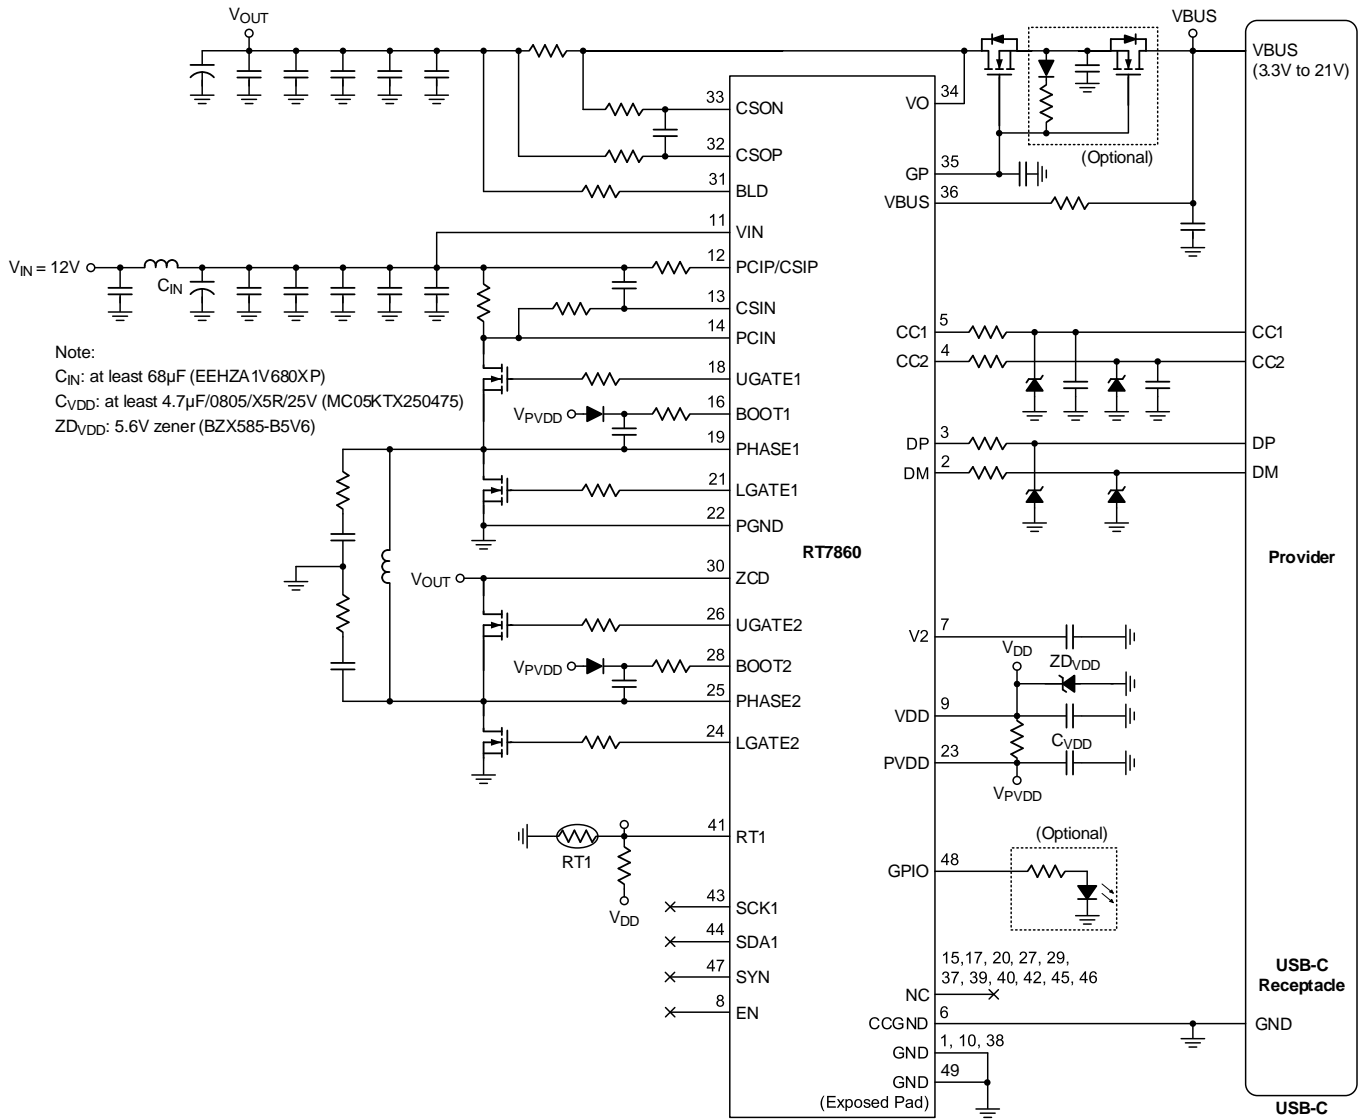 VOUT
VBUS
VBUS
(3.3V to 21V)
33
CSON
32
CSOP
31
BLD
VO
34
(Optional)
GP
35
VBUS
36
11
VIN
VIN = 12V
CIN
12
PCIP/CSIP
13
CSIN
14
PCIN
Note:
CIN: at least 68μF (EEHZA1V680XP)
CVDD: at least 4.7μF/0805/X5R/25V (MC05KTX250475)
ZDVDD: 5.6V zener (BZX585-B5V6)
18
UGATE1
VPVDD
16
BOOT1
19
PHASE1
21
LGATE1
22
PGND
CC1
5
CC1
CC2
4
CC2
DP
3
DP
DM
2
DM
RT7860
Provider
VOUT
30
ZCD
26
UGATE2
VPVDD
28
BOOT2
25
PHASE2
24
LGATE2
V2
7
VDD
ZDVDD
VDD
9
CVDD
PVDD
23
VPVDD
41
RT1
RT1
VDD
(Optional)
GPIO
48
43
SCK1
44
SDA1
47
SYN
8
EN
15,17, 20, 27, 29,
37, 39, 40, 42, 45, 46
NC
CCGND
6
GND
1, 10, 38
GND
49
(Exposed Pad)
USB-C
Receptacle
GND
USB-C